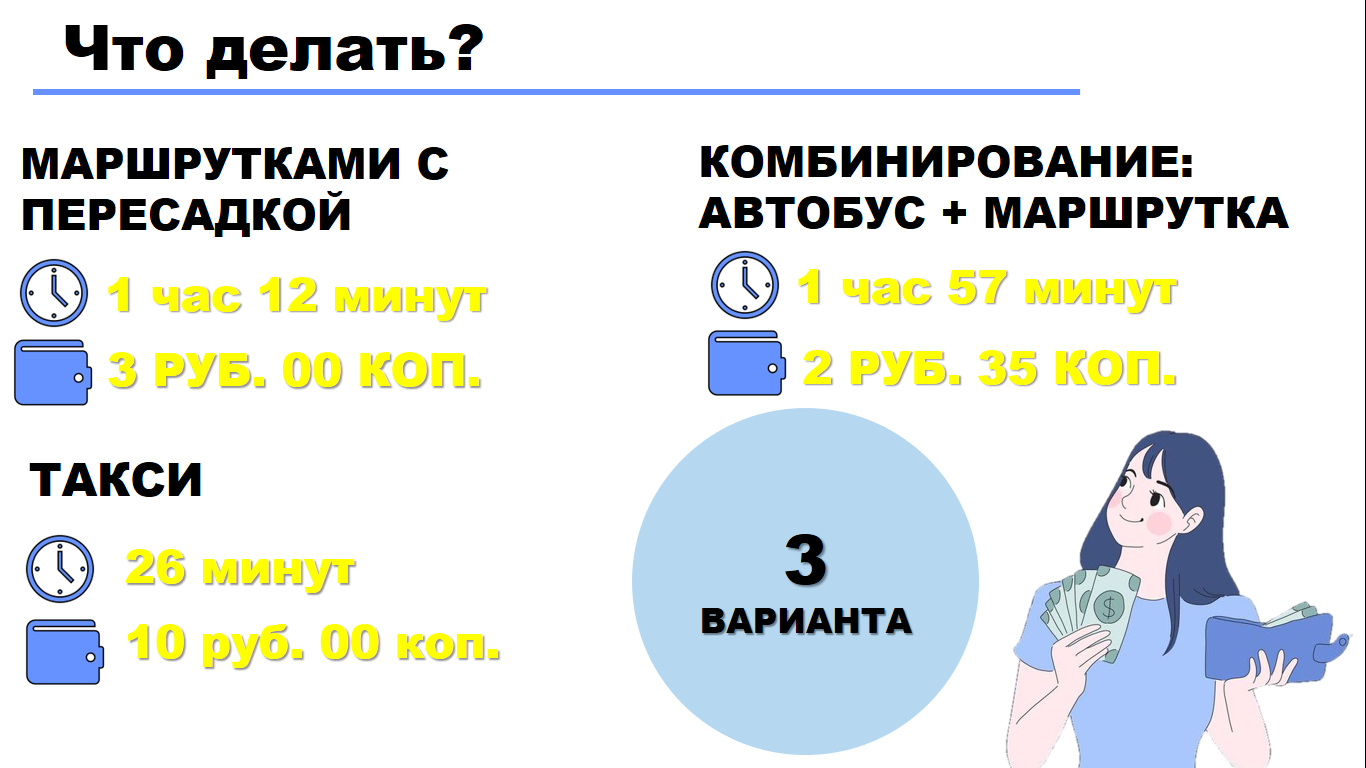 Что делать?
МАРШРУТКАМИ С
ПЕРЕСАДКОЙ
1 час 12 минут
3 РУБ. 00 КОП.
КОМБИНИРОВАНИЕ:
АВТОБУС + МАРШРУТКА
1 час 57 минут
2 РУБ. 35 КОП.
ТАКСИ
26 минут
10 руб. 00 коп.
3
ВАРИАНТА
$